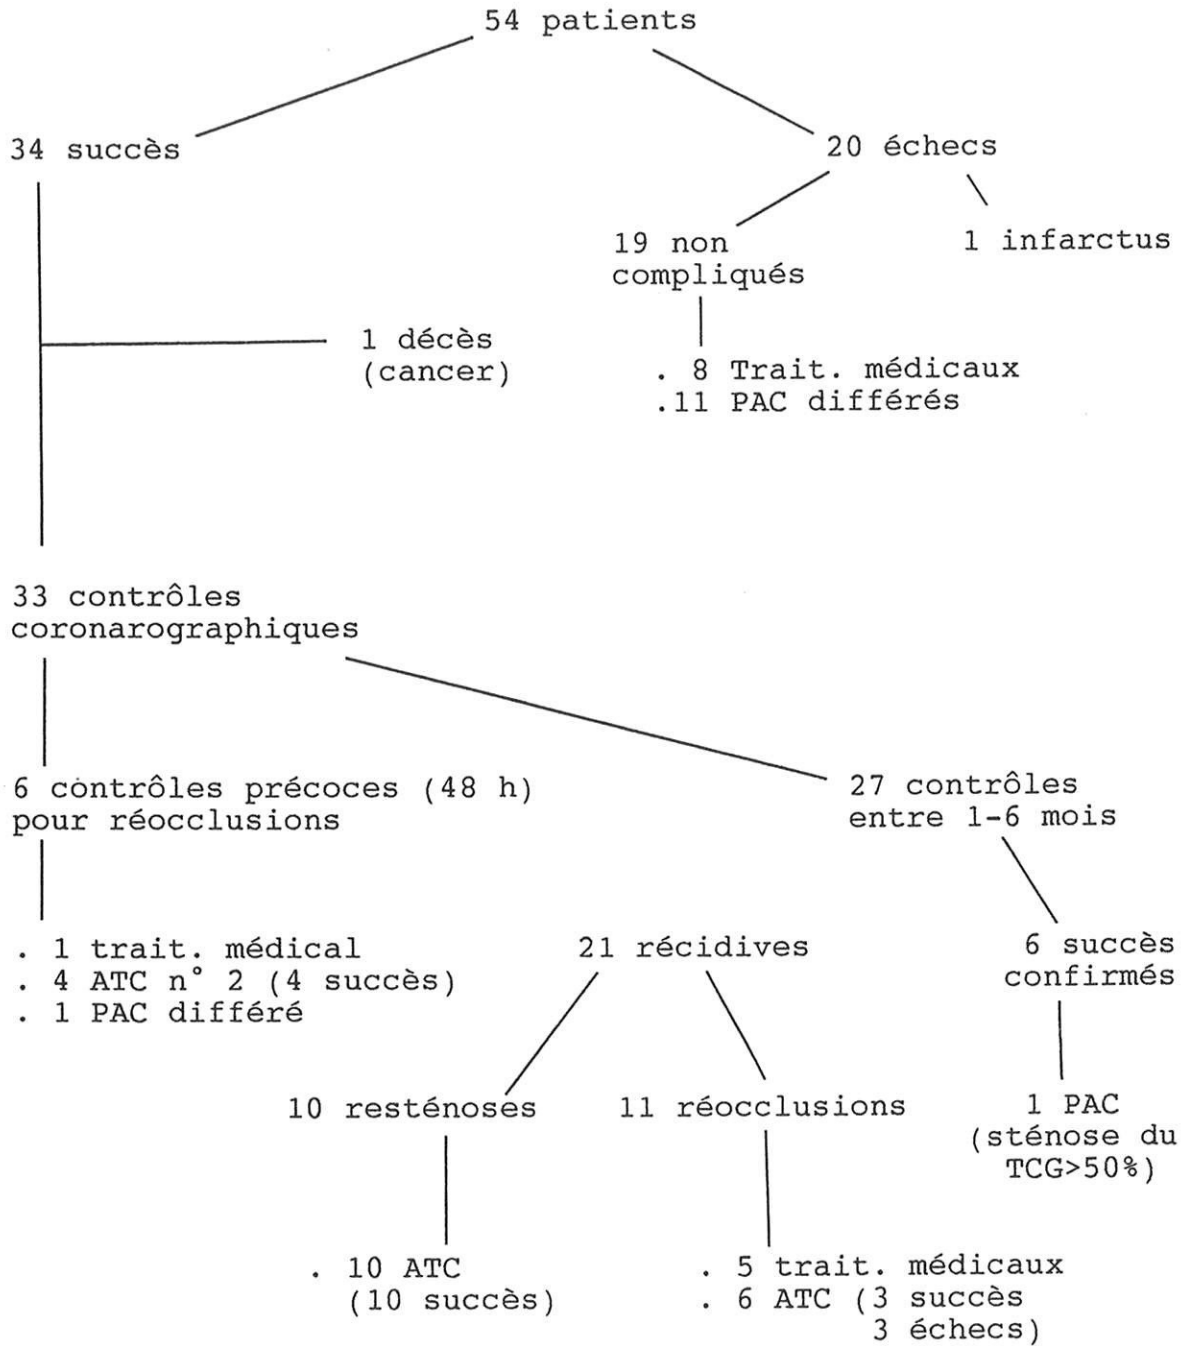 54 patients
34 succès
20 échecs
19 non
compliqués
1 infarctus
1 décès
(cancer)
. 8 Trait. médicaux
.11 PAC différés
33 contrôles
coronarographiques
6 contrôles précoces (48 h)
pour réocclusions
27 contrôles
entre 1-6 mois
. 1 trait. médical
. 4 ATC n° 2 (4 succès)
. 1 PAC différé
21 récidives
6 succès
confirmés
10 resténoses
11 réocclusions
1 PAC
(sténose du
TCG>50%)
. 10 ATC
(10 succès)
. 5 trait. médicaux
. 6 ATC (3 succès
3 échecs)